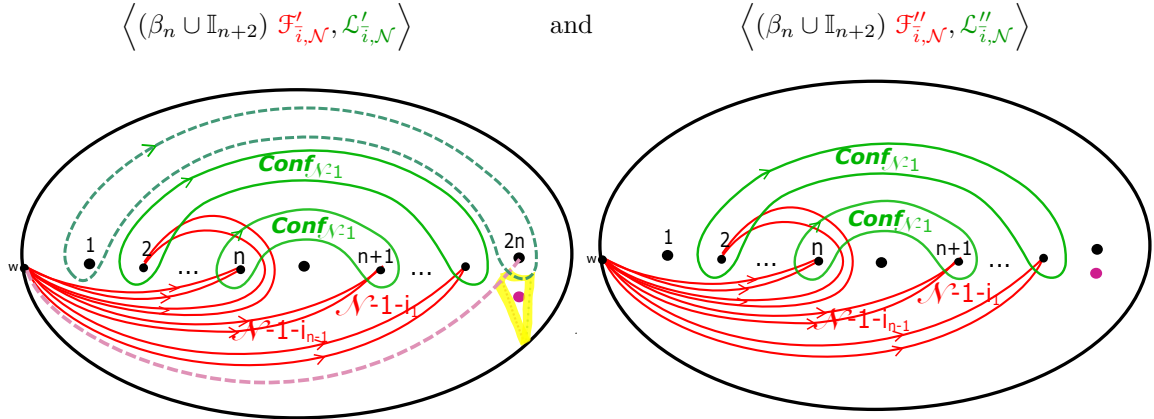 ⟨(β_n ∪ 𝕀_{n+2}) ℱ′_{ī,𝒩}, ℒ′_{ī,𝒩}⟩ and ⟨(β_n ∪ 𝕀_{n+2}) ℱ″_{ī,𝒩}, ℒ″_{ī,𝒩}⟩
Conf_{𝒩-1}
Conf_{𝒩-1}
w 1 2 ... n n+1 ... 2n
𝒩-1-i_1
𝒩-1-i_{n-1}
Conf_{𝒩-1}
Conf_{𝒩-1}
w 1 2 ... n n+1 ...
𝒩-1-i_1
𝒩-1-i_{n-1}